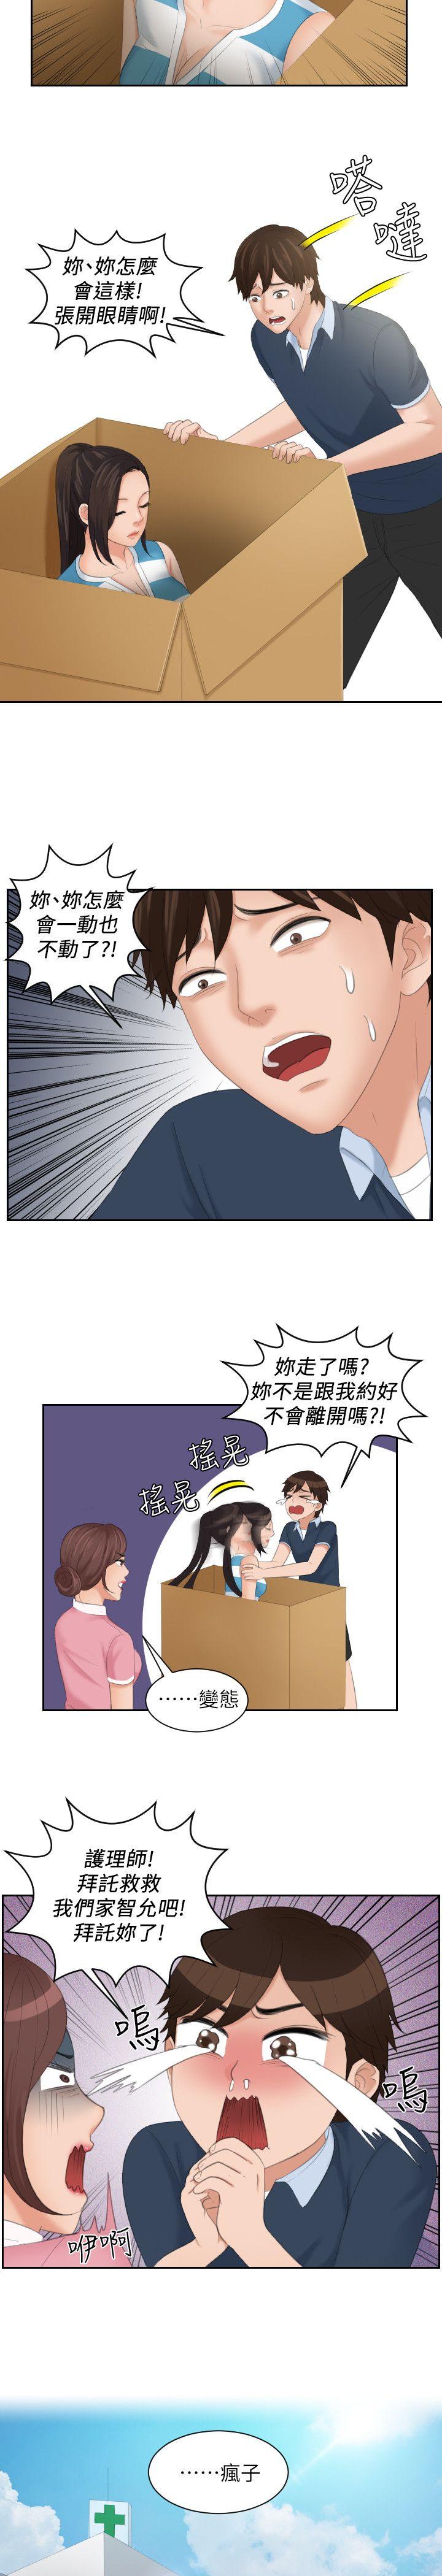 嗒
噠
妳、妳怎麼
會這樣!
張開眼睛啊!
妳、妳怎麼
會一動也
不動了?!
妳走了嗎?
妳不是跟我約好
不會離開嗎?!
搖晃
搖晃
……變態
護理師!
拜託救救
我們家智允吧!
拜託妳了!
嗚
嗚
咿啊
……瘋子